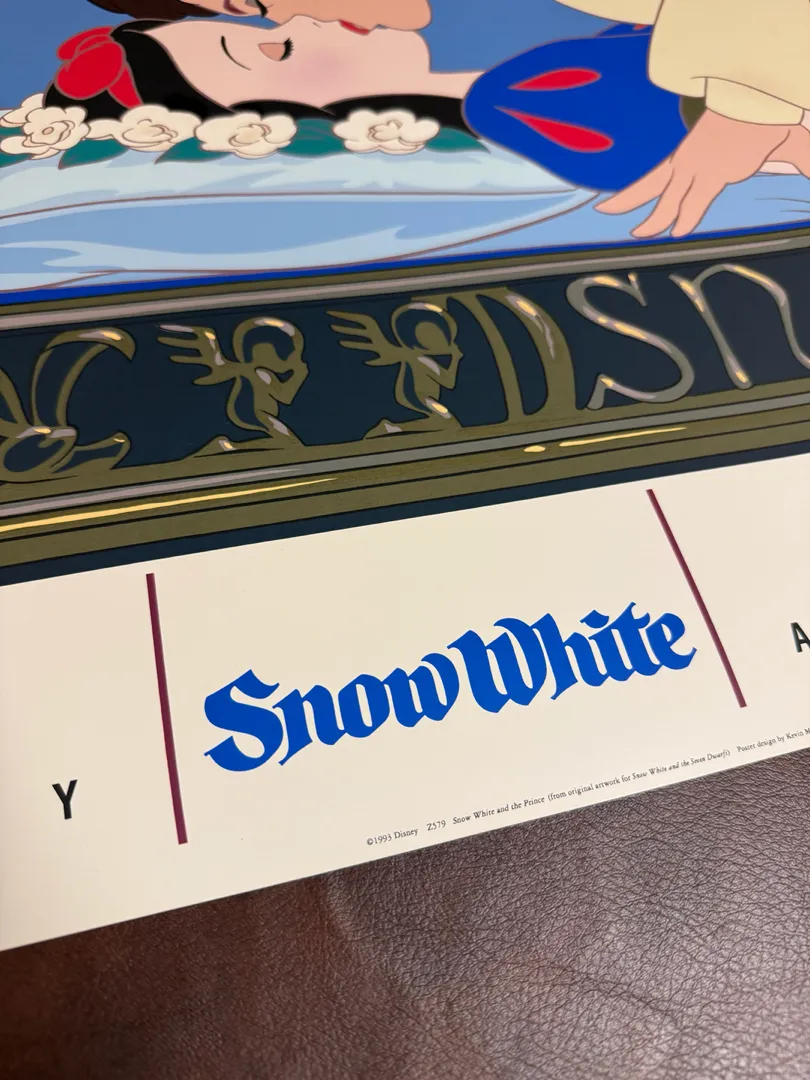 Sn
Snow White
Y
A
©1993 Disney Z579 Snow White and the Prince (from original artwork for Snow White and the Seven Dwarfs) Poster design by Kevin M